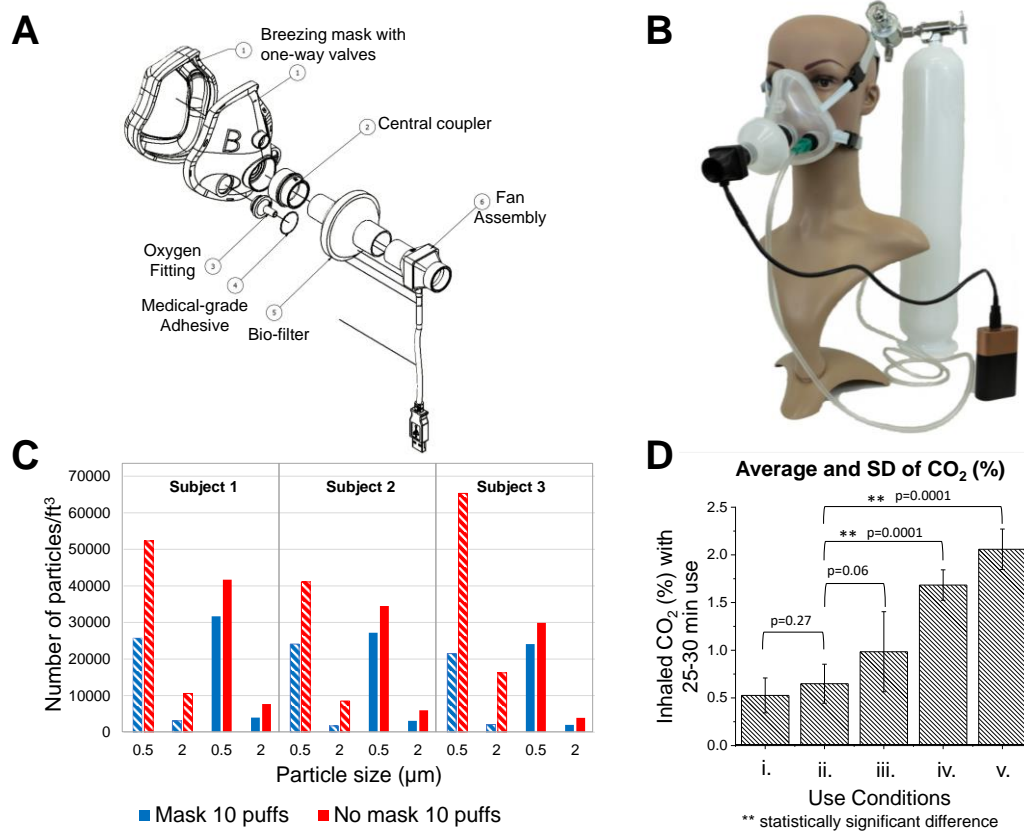 A
Breezing mask with
one-way valves
1
1
B
2
Central coupler
6
Fan
Assembly
Oxygen
Fitting
3
4
Medical-grade
Adhesive
5
Bio-filter
B
C
Number of particles/ft³
70000
60000
50000
40000
30000
20000
10000
0
Subject 1
Subject 2
Subject 3
0.5 2 0.5 2 0.5 2 0.5 2 0.5 2 0.5 2
Particle size (µm)
Mask 10 puffs
No mask 10 puffs
D
Average and SD of CO₂ (%)
Inhaled CO₂ (%) with
25-30 min use
2.5
2.0
1.5
1.0
0.5
0.0
** p=0.0001
** p=0.0001
p=0.06
p=0.27
i. ii. iii. iv. v.
Use Conditions
** statistically significant difference